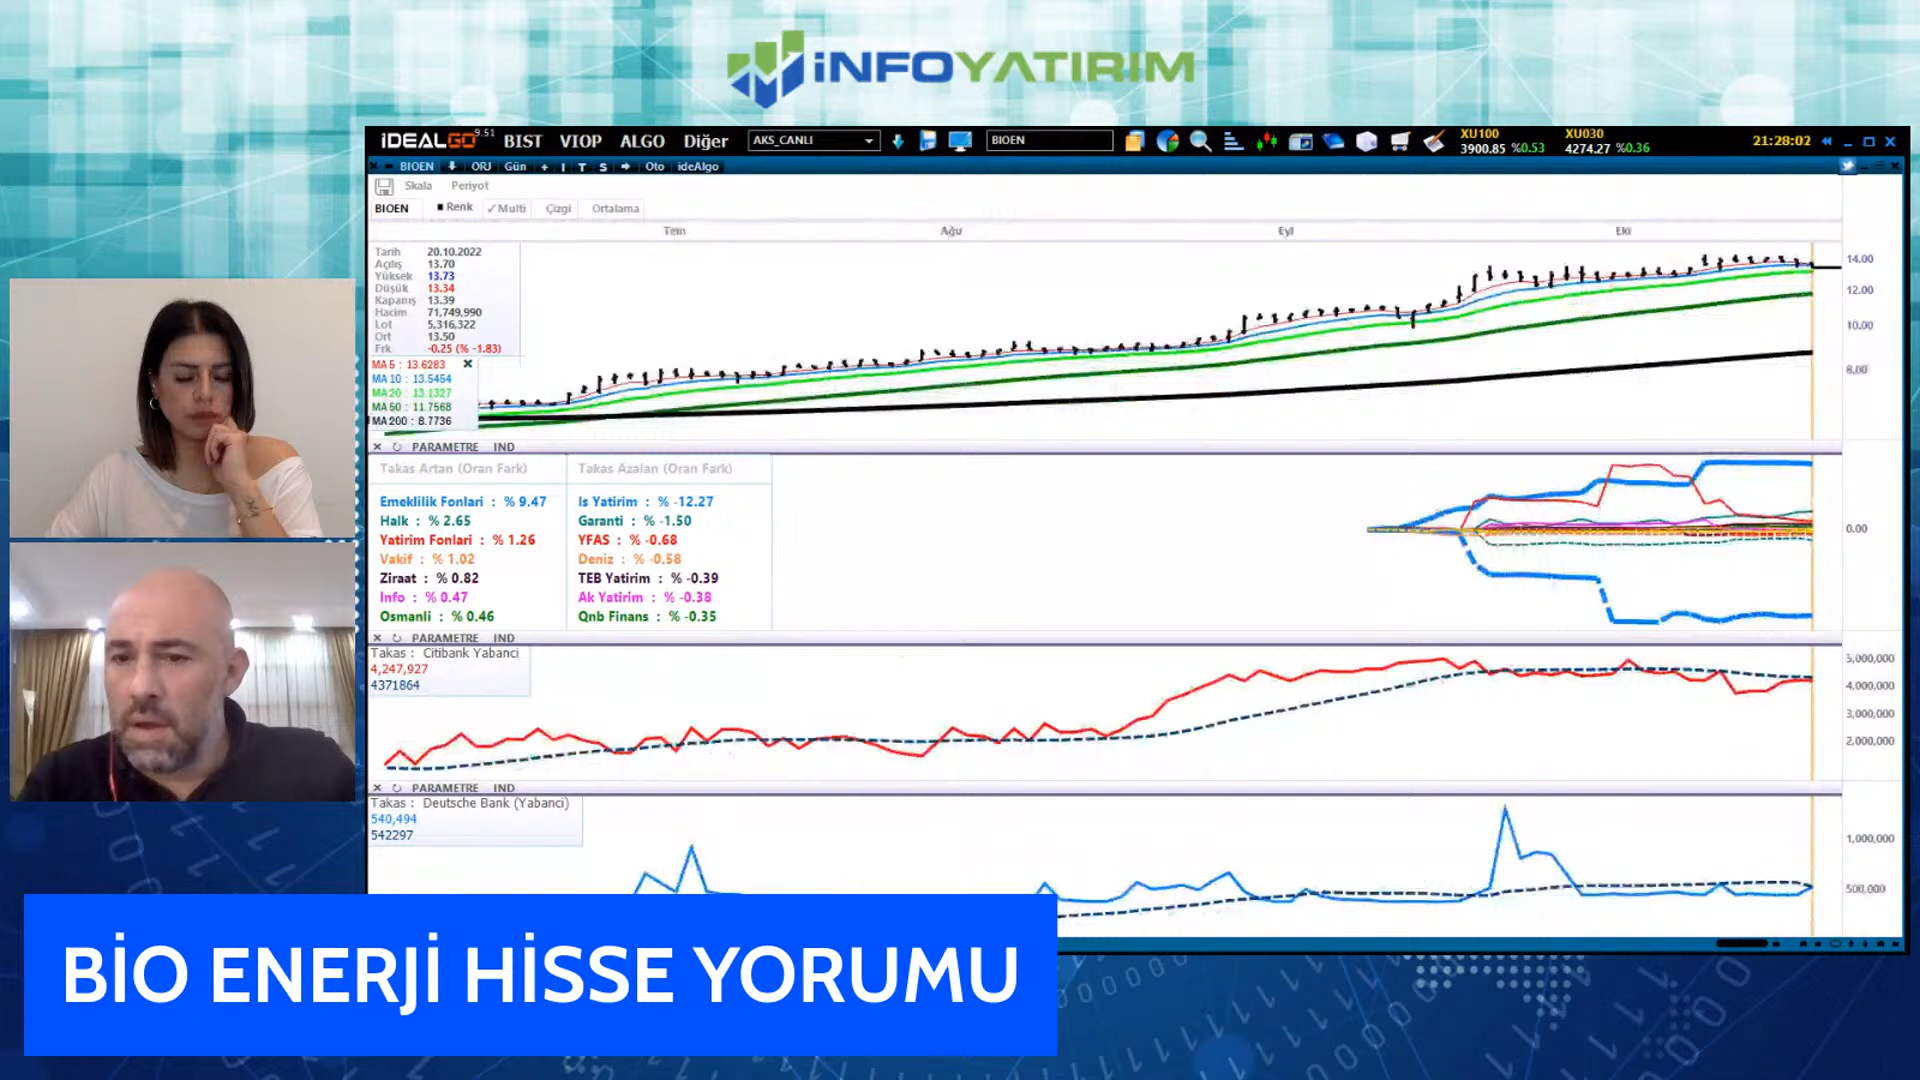 iNFOYATIRIM
iDEALGO 9.51 BIST VIOP ALGO Diğer AKS_CANLI BIOEN XU100 3900.85 %0.53 XU030 4274.27 %0.36 21:28:02
BIOEN ORJ Gün + I T S Oto ideAlgo
Skala Periyot
BIOEN Renk ✓Multi Çizgi Ortalama
Tem Ağu Eyl Eki
Tarih 20.10.2022
Açılış 13.70
Yüksek 13.73
Düşük 13.34
Kapanış 13.39
Hacim 71,749,990
Lot 5,316,322
Ort 13.50
Frk -0.25 (% -1.83)
MA 5 : 13.6283
MA 10 : 13.5454
MA 20 : 13.1327
MA 50 : 11.7568
MA 200 : 8.7736
14.00
12.00
10.00
8.00
PARAMETRE IND
Takas Artan (Oran Fark) Takas Azalan (Oran Fark)
Emeklilik Fonlari : % 9.47 Is Yatirim : % -12.27
Halk : % 2.65 Garanti : % -1.50
Yatirim Fonlari : % 1.26 YFAS : % -0.68
Vakif : % 1.02 Deniz : % -0.58
Ziraat : % 0.82 TEB Yatirim : % -0.39
Info : % 0.47 Ak Yatirim : % -0.38
Osmanli : % 0.46 Qnb Finans : % -0.35
0.00
PARAMETRE IND
Takas : Citibank Yabanci
4,247,927
4371864
5,000,000
4,000,000
3,000,000
2,000,000
PARAMETRE IND
Takas : Deutsche Bank (Yabanci)
540,494
542297
1,000,000
500,000
BİO ENERJİ HİSSE YORUMU